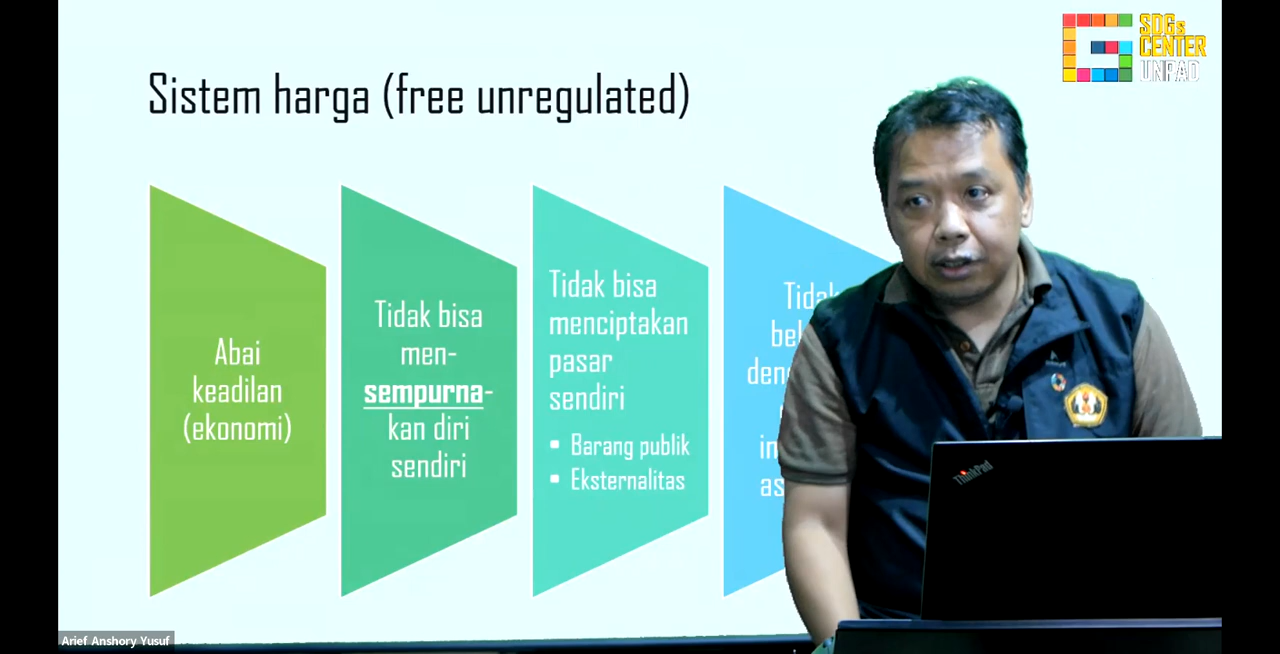 SDGs
CENTER
UNPAD
Sistem harga (free unregulated)
Abai
keadilan
(ekonomi)
Tidak bisa
men-
sempurna-
kan diri
sendiri
Tidak bisa
menciptakan
pasar
sendiri
▪ Barang publik
▪ Eksternalitas
ThinkPad
Arief Anshory Yusuf